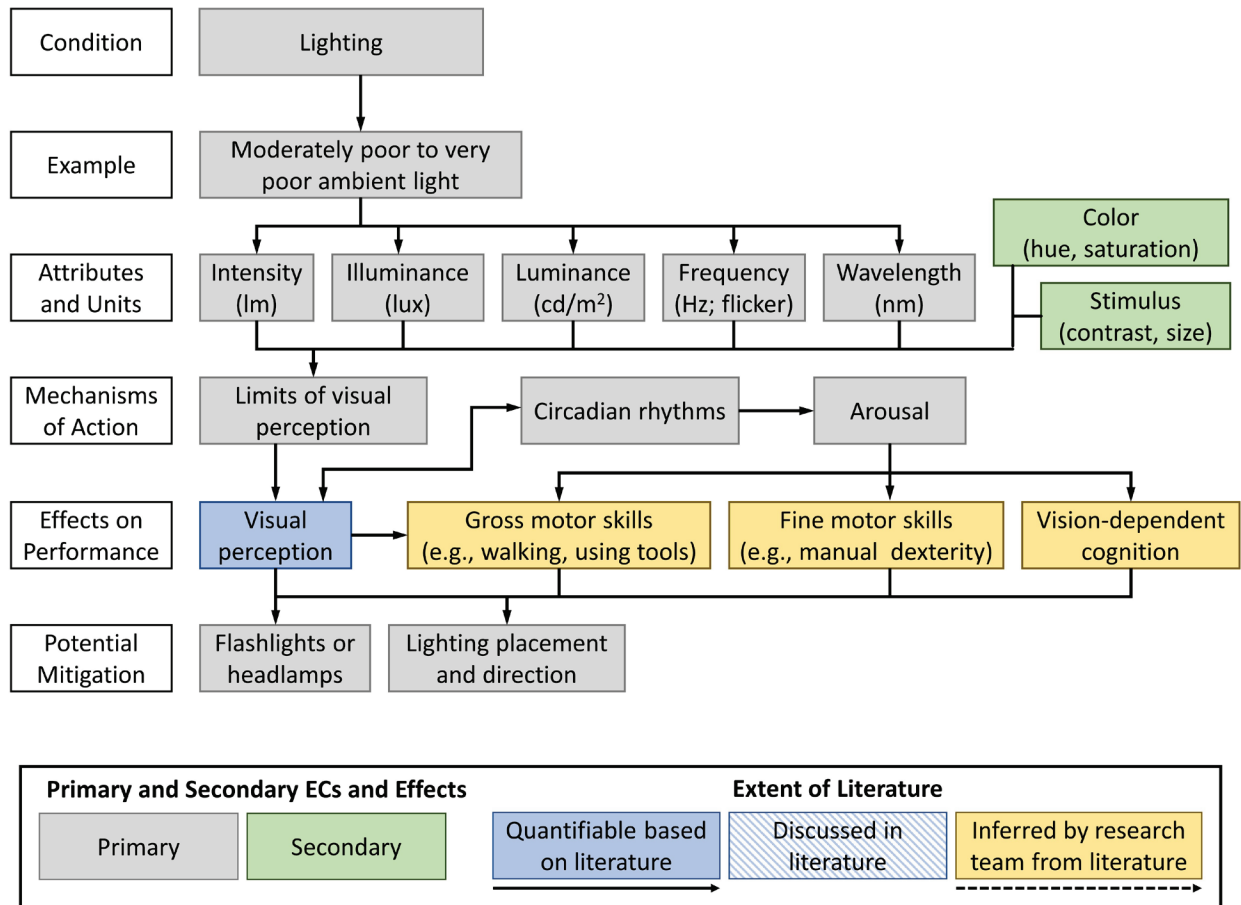 Condition
Lighting
Example
Moderately poor to very
poor ambient light
Color
(hue, saturation)
Attributes
and Units
Intensity
(lm)
Illuminance
(lux)
Luminance
(cd/m²)
Frequency
(Hz; flicker)
Wavelength
(nm)
Stimulus
(contrast, size)
Mechanisms
of Action
Limits of visual
perception
Circadian rhythms
Arousal
Effects on
Performance
Visual
perception
Gross motor skills
(e.g., walking, using tools)
Fine motor skills
(e.g., manual dexterity)
Vision-dependent
cognition
Potential
Mitigation
Flashlights or
headlamps
Lighting placement
and direction
Primary and Secondary ECs and Effects
Primary
Secondary
Extent of Literature
Quantifiable based
on literature
Discussed in
literature
Inferred by research
team from literature